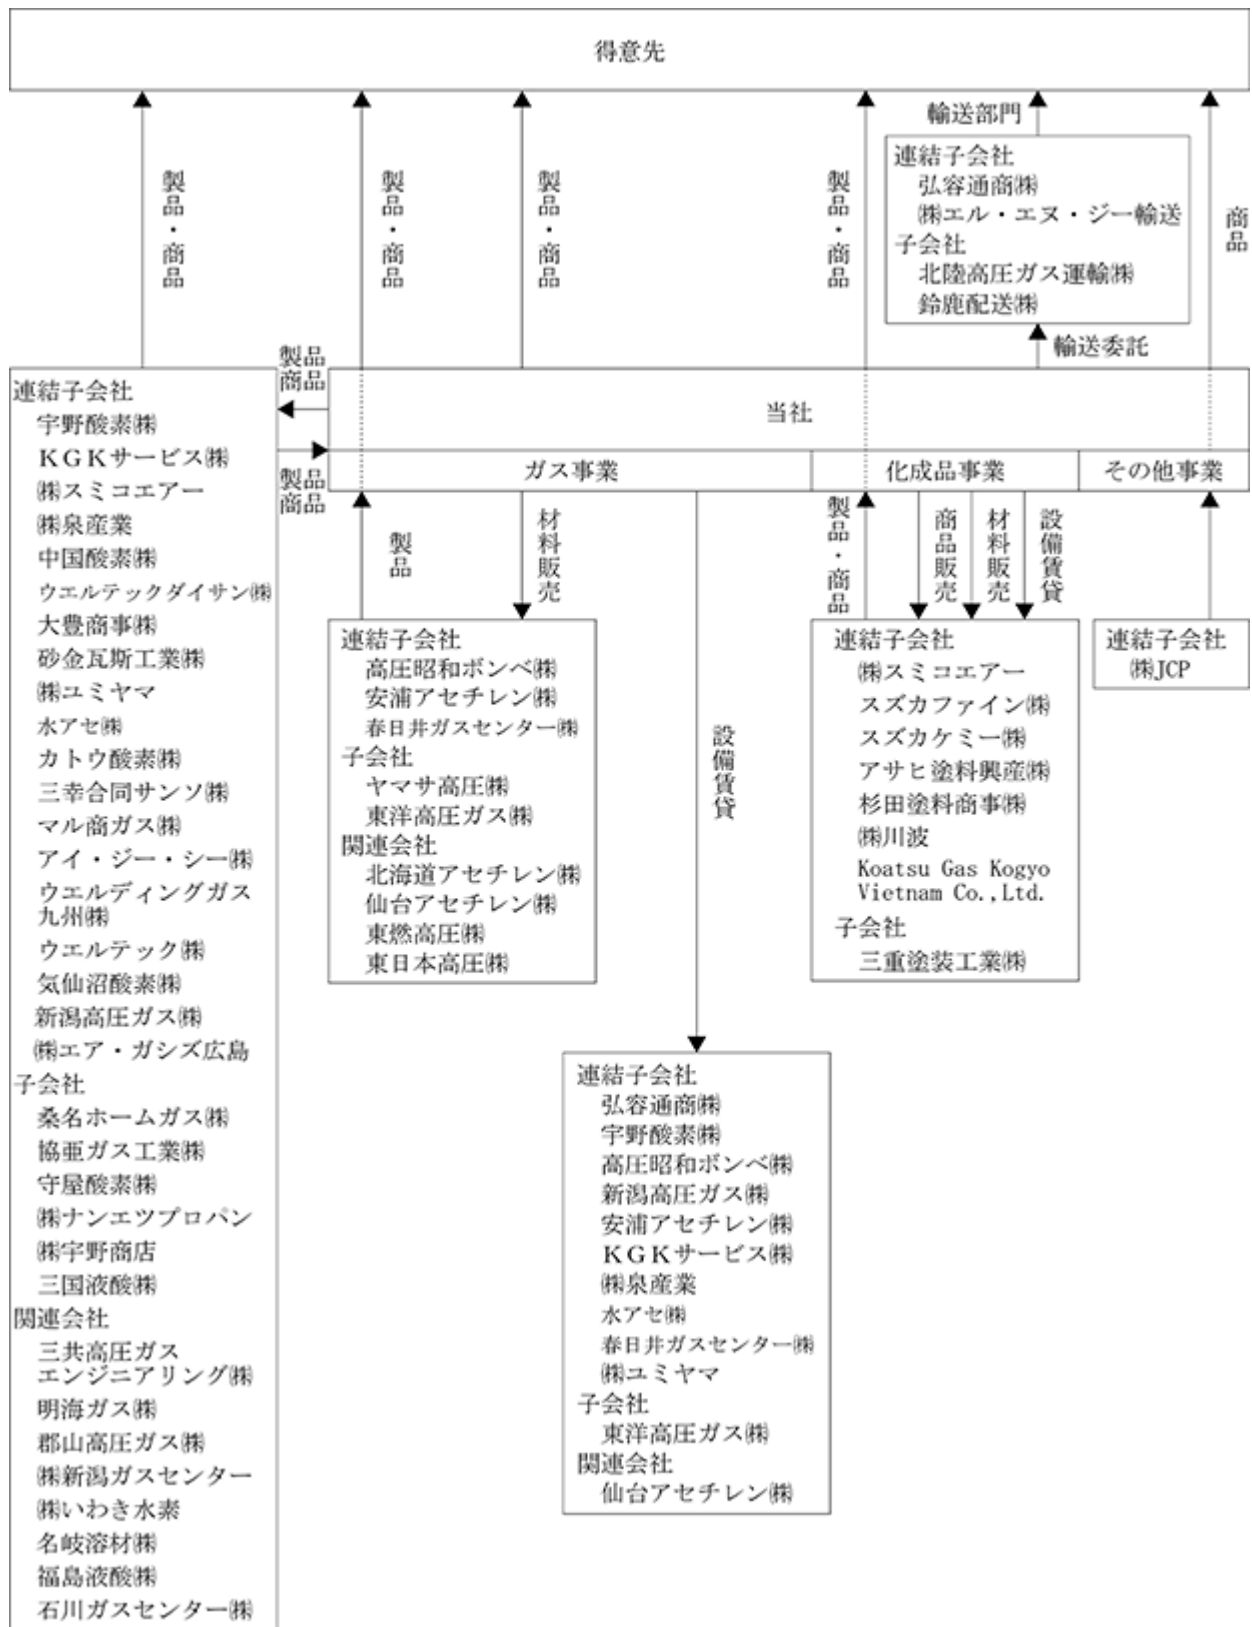 得意先
製品・商品
製品・商品
製品・商品
製品・商品
輸送部門
連結子会社
弘容通商㈱
㈱エル・エヌ・ジー輸送
子会社
北陸高圧ガス運輸㈱
鈴鹿配送㈱
商品
輸送委託
製品
商品
製品
商品
当社
ガス事業
化成品事業
その他事業
連結子会社
宇野酸素㈱
ＫＧＫサービス㈱
㈱スミコエアー
㈱泉産業
中国酸素㈱
ウエルテックダイサン㈱
大豊商事㈱
砂金瓦斯工業㈱
㈱ユミヤマ
水アセ㈱
カトウ酸素㈱
三幸合同サンソ㈱
マル商ガス㈱
アイ・ジー・シー㈱
ウエルディングガス
九州㈱
ウエルテック㈱
気仙沼酸素㈱
新潟高圧ガス㈱
㈱エア・ガシズ広島
子会社
桑名ホームガス㈱
協亜ガス工業㈱
守屋酸素㈱
㈱ナンエツプロパン
㈱宇野商店
三国液酸㈱
関連会社
三共高圧ガス
エンジニアリング㈱
明海ガス㈱
郡山高圧ガス㈱
㈱新潟ガスセンター
㈱いわき水素
名岐溶材㈱
福島液酸㈱
石川ガスセンター㈱
製品
材料販売
連結子会社
高圧昭和ボンベ㈱
安浦アセチレン㈱
春日井ガスセンター㈱
子会社
ヤマサ高圧㈱
東洋高圧ガス㈱
関連会社
北海道アセチレン㈱
仙台アセチレン㈱
東燃高圧㈱
東日本高圧㈱
設備賃貸
連結子会社
弘容通商㈱
宇野酸素㈱
高圧昭和ボンベ㈱
新潟高圧ガス㈱
安浦アセチレン㈱
ＫＧＫサービス㈱
㈱泉産業
水アセ㈱
春日井ガスセンター㈱
㈱ユミヤマ
子会社
東洋高圧ガス㈱
関連会社
仙台アセチレン㈱
製品・商品
商品販売
材料販売
設備賃貸
連結子会社
㈱スミコエアー
スズカファイン㈱
スズカケミー㈱
アサヒ塗料興産㈱
杉田塗料商事㈱
㈱川波
Koatsu Gas Kogyo
Vietnam Co.,Ltd.
子会社
三重塗装工業㈱
連結子会社
㈱JCP